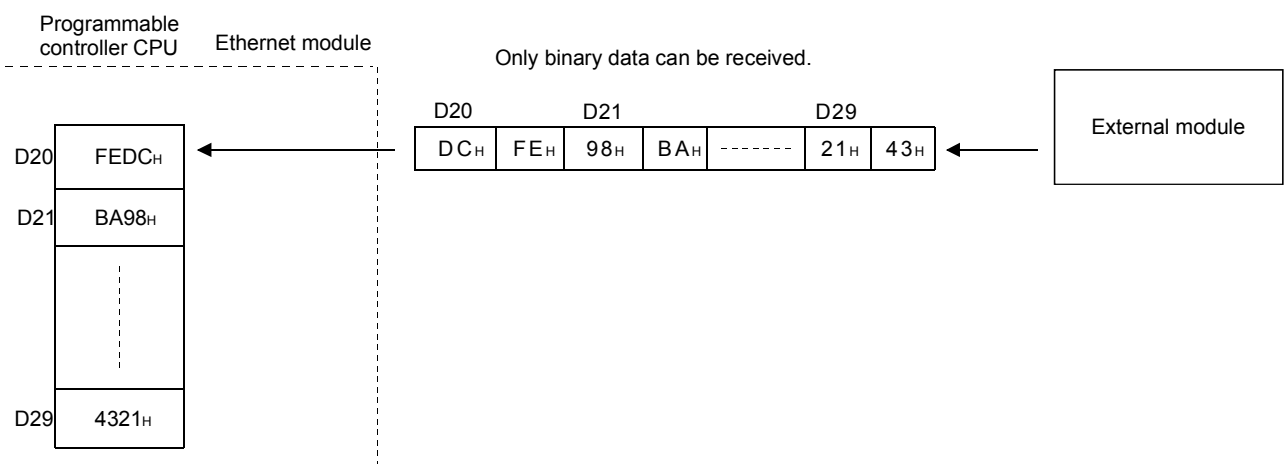 Programmable
controller CPU
Ethernet module
Only binary data can be received.
D20 D21 D29
DCH FEH 98H BAH 21H 43H
External module
D20 FEDCH
D21 BA98H
D29 4321H